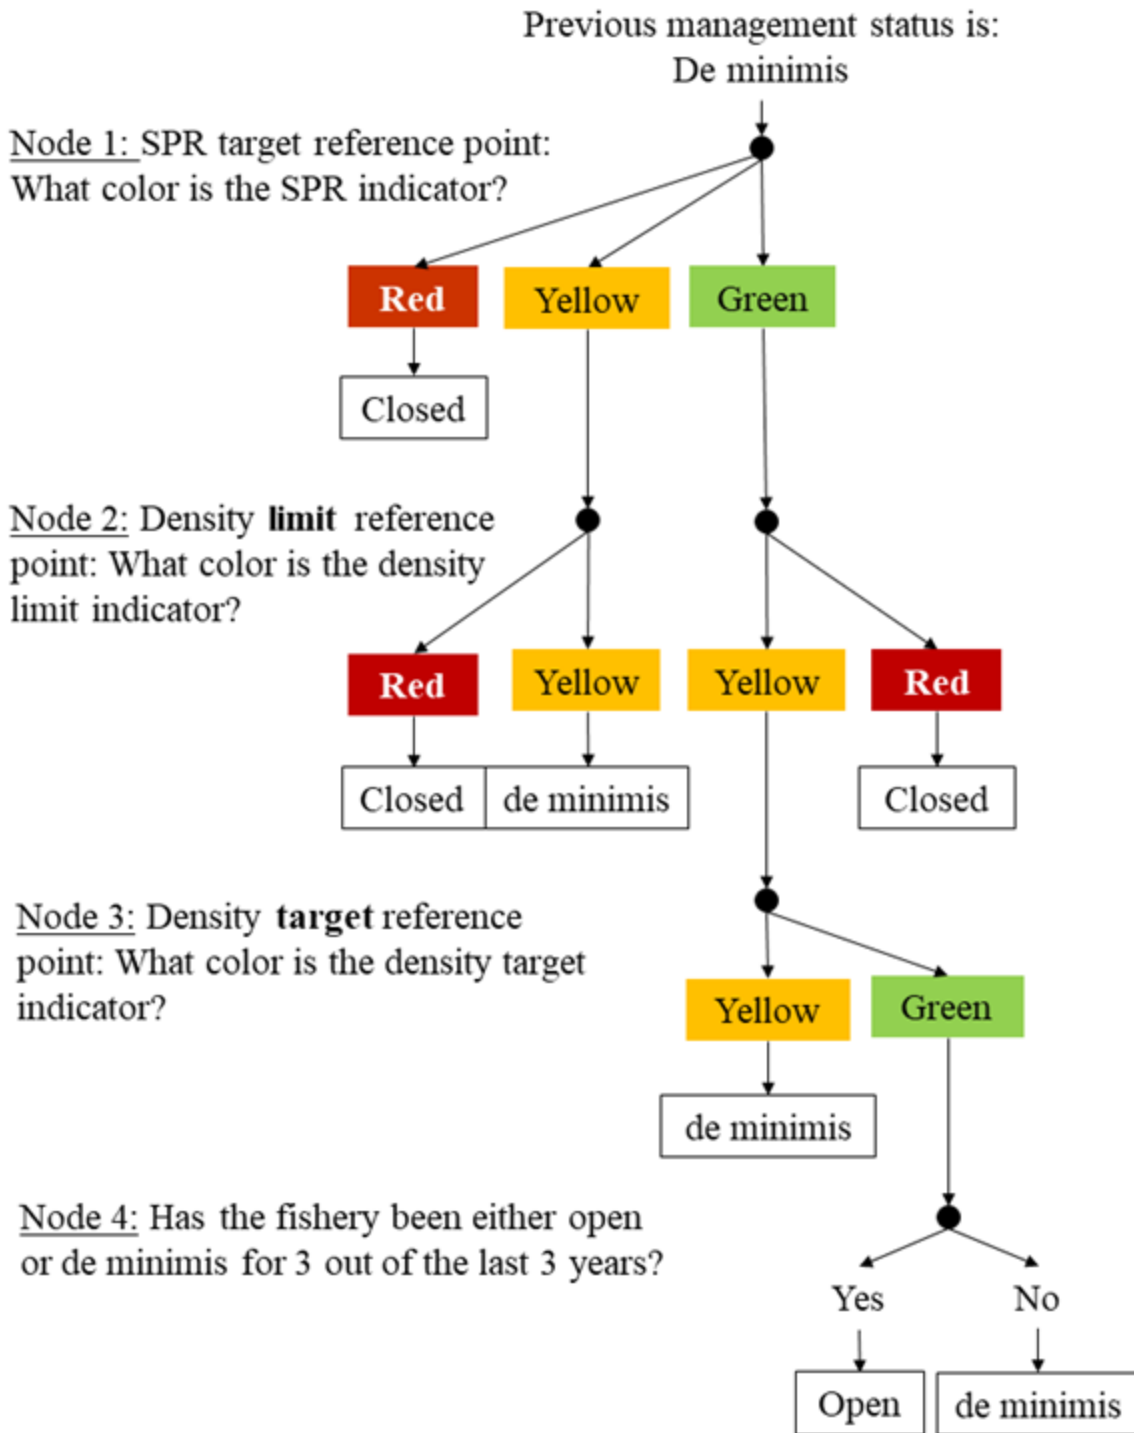 Previous management status is:
De minimis
Node 1: SPR target reference point:
What color is the SPR indicator?
Red
Yellow
Green
Closed
Node 2: Density limit reference
point: What color is the density
limit indicator?
Red
Yellow
Yellow
Red
Closed
de minimis
Closed
Node 3: Density target reference
point: What color is the density target
indicator?
Yellow
Green
de minimis
Node 4: Has the fishery been either open
or de minimis for 3 out of the last 3 years?
Yes
No
Open
de minimis